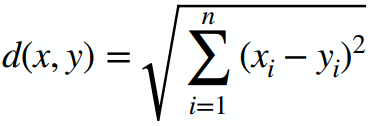 d(x, y) = √(∑_{i=1}^{n} (x_i − y_i)²)